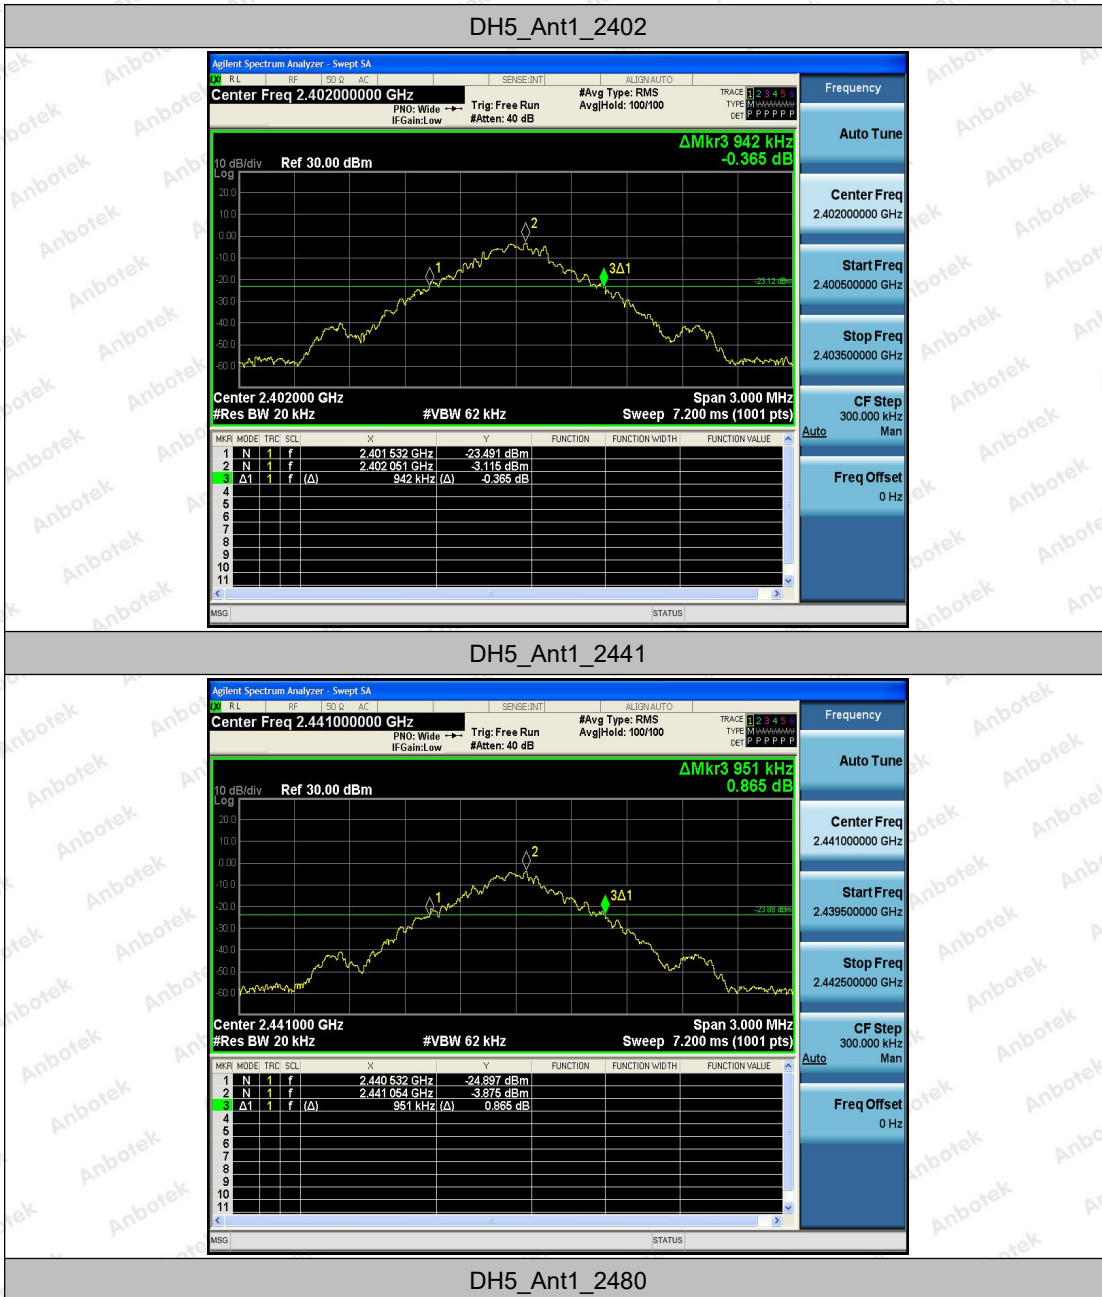 DH5_Ant1_2402
Agilent Spectrum Analyzer - Swept SA
LXI RL RF 50 Ω AC SENSE:INT ALIGNAUTO
Center Freq 2.402000000 GHz
PNO: Wide
IFGain:Low
Trig: Free Run
#Atten: 40 dB
#Avg Type: RMS
Avg|Hold: 100/100
TRACE 1 2 3 4 5 6
TYPE M
DET P P P P P P
ΔMkr3 942 kHz
-0.365 dB
10 dB/div Ref 30.00 dBm
Log
20.0
10.0
0.00
-10.0
-20.0
-30.0
-40.0
-50.0
-60.0
1
2
3Δ1
-23.12 dBm
Center 2.402000 GHz Span 3.000 MHz
#Res BW 20 kHz #VBW 62 kHz Sweep 7.200 ms (1001 pts)
MKR MODE TRC SCL X Y FUNCTION FUNCTION WIDTH FUNCTION VALUE
1 N 1 f 2.401 532 GHz -23.491 dBm
2 N 1 f 2.402 051 GHz -3.115 dBm
3 Δ1 1 f (Δ) 942 kHz (Δ) -0.365 dB
4
5
6
7
8
9
10
11
MSG STATUS
Frequency
Auto Tune
Center Freq
2.402000000 GHz
Start Freq
2.400500000 GHz
Stop Freq
2.403500000 GHz
CF Step
300.000 kHz
Auto Man
Freq Offset
0 Hz
DH5_Ant1_2441
Agilent Spectrum Analyzer - Swept SA
LXI RL RF 50 Ω AC SENSE:INT ALIGNAUTO
Center Freq 2.441000000 GHz
PNO: Wide
IFGain:Low
Trig: Free Run
#Atten: 40 dB
#Avg Type: RMS
Avg|Hold: 100/100
TRACE 1 2 3 4 5 6
TYPE M
DET P P P P P P
ΔMkr3 951 kHz
0.865 dB
10 dB/div Ref 30.00 dBm
Log
20.0
10.0
0.00
-10.0
-20.0
-30.0
-40.0
-50.0
-60.0
1
2
3Δ1
-23.88 dBm
Center 2.441000 GHz Span 3.000 MHz
#Res BW 20 kHz #VBW 62 kHz Sweep 7.200 ms (1001 pts)
MKR MODE TRC SCL X Y FUNCTION FUNCTION WIDTH FUNCTION VALUE
1 N 1 f 2.440 532 GHz -24.897 dBm
2 N 1 f 2.441 054 GHz -3.875 dBm
3 Δ1 1 f (Δ) 951 kHz (Δ) 0.865 dB
4
5
6
7
8
9
10
11
MSG STATUS
Frequency
Auto Tune
Center Freq
2.441000000 GHz
Start Freq
2.439500000 GHz
Stop Freq
2.442500000 GHz
CF Step
300.000 kHz
Auto Man
Freq Offset
0 Hz
DH5_Ant1_2480
Anbotek